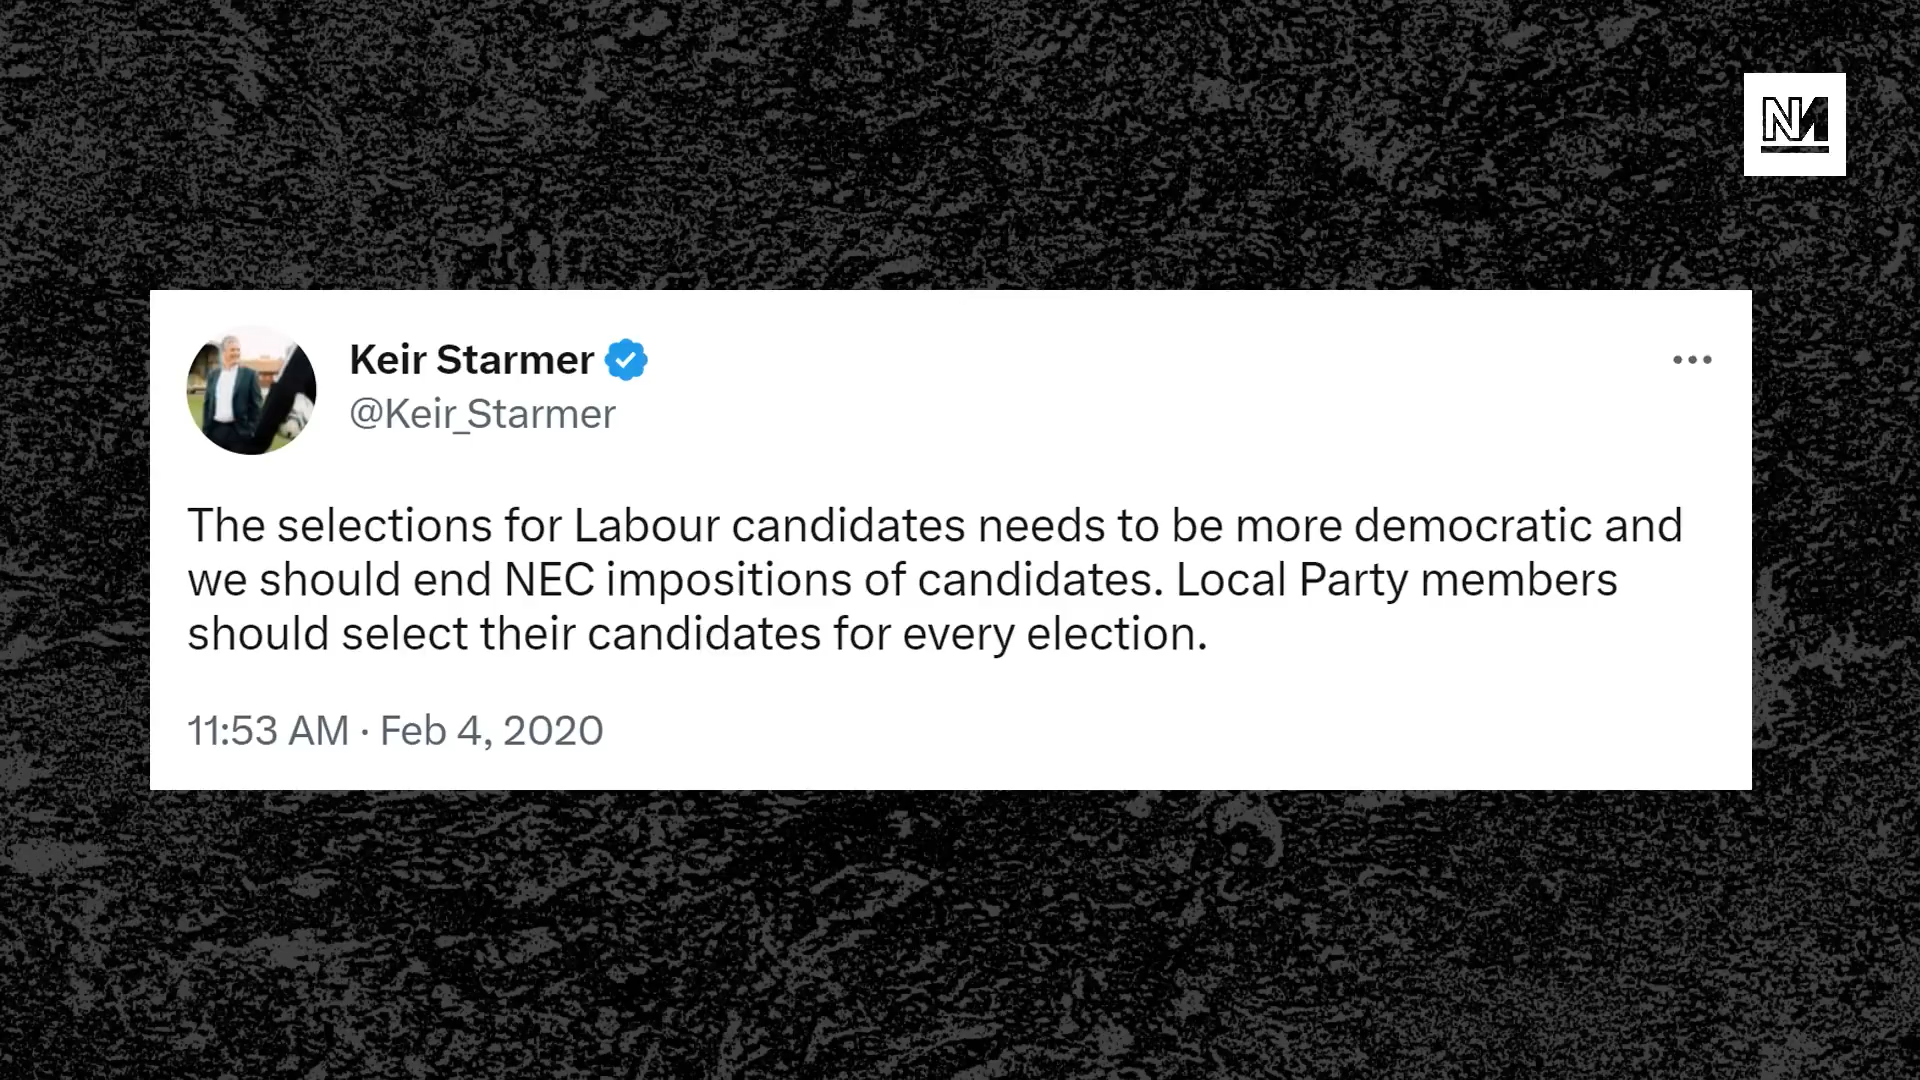 NM
Keir Starmer
@Keir_Starmer
The selections for Labour candidates needs to be more democratic and
we should end NEC impositions of candidates. Local Party members
should select their candidates for every election.
11:53 AM · Feb 4, 2020